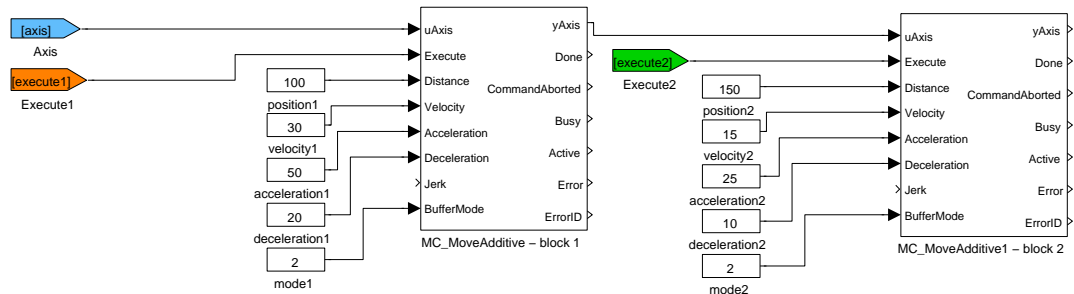 [axis]
Axis
[execute1]
Execute1
100
position1
30
velocity1
50
acceleration1
20
deceleration1
2
mode1
uAxis
Execute
Distance
Velocity
Acceleration
Deceleration
Jerk
BufferMode
yAxis
Done
CommandAborted
Busy
Active
Error
ErrorID
MC_MoveAdditive − block 1
[execute2]
Execute2
150
position2
15
velocity2
25
acceleration2
10
deceleration2
2
mode2
uAxis
Execute
Distance
Velocity
Acceleration
Deceleration
Jerk
BufferMode
yAxis
Done
CommandAborted
Busy
Active
Error
ErrorID
MC_MoveAdditive1 − block 2